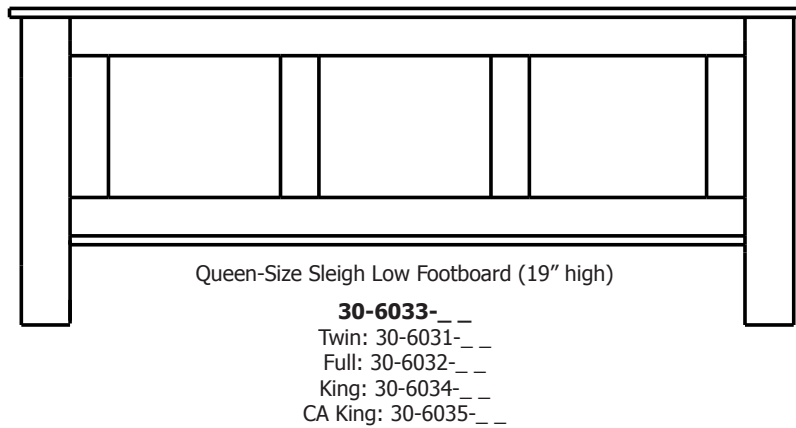 Queen-Size Sleigh Low Footboard (19” high)
30-6033-_ _
Twin: 30-6031-_ _
Full: 30-6032-_ _
King: 30-6034-_ _
CA King: 30-6035-_ _